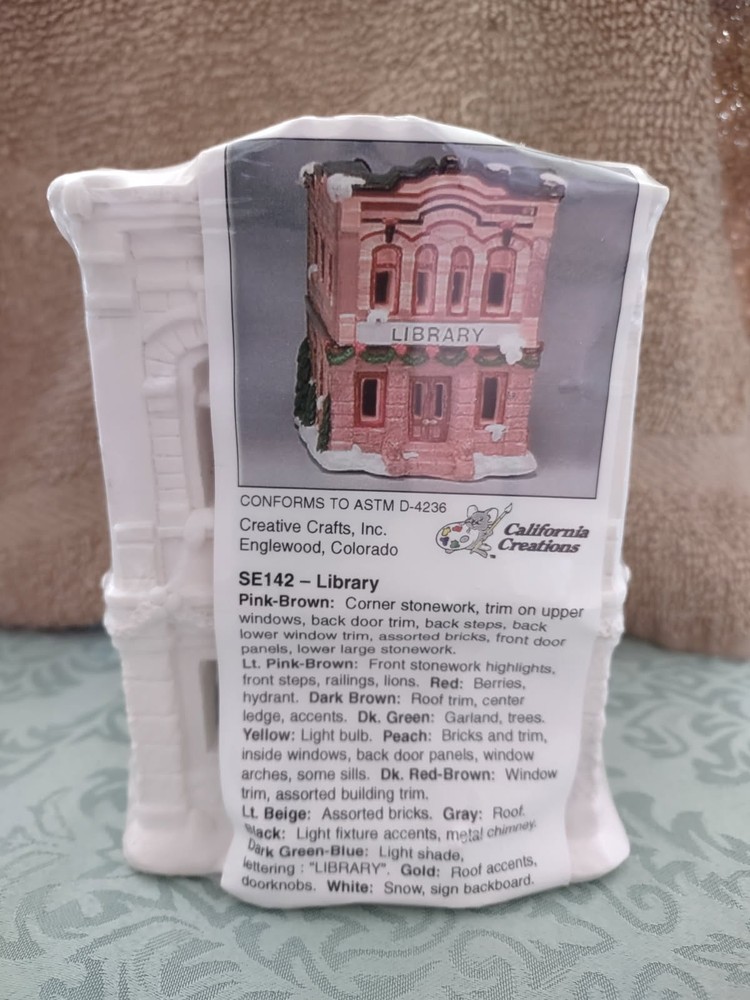 LIBRARY
CONFORMS TO ASTM D-4236
Creative Crafts, Inc.
Englewood, Colorado
California
Creations™
SE142 – Library
Pink-Brown: Corner stonework, trim on upper
windows, back door trim, back steps, back
lower window trim, assorted bricks, front door
panels, lower large stonework.
Lt. Pink-Brown: Front stonework highlights,
front steps, railings, lions. Red: Berries,
hydrant. Dark Brown: Roof trim, center
ledge, accents. Dk. Green: Garland, trees.
Yellow: Light bulb. Peach: Bricks and trim,
inside windows, back door panels, window
arches, some sills. Dk. Red-Brown: Window
trim, assorted building trim.
Lt. Beige: Assorted bricks. Gray: Roof.
Black: Light fixture accents, metal chimney.
Dark Green-Blue: Light shade,
lettering : "LIBRARY". Gold: Roof accents,
doorknobs. White: Snow, sign backboard.